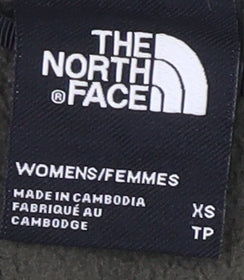 THE
NORTH
®FACE
WOMENS/FEMMES
MADE IN CAMBODIA
FABRIQUÉ AU XS
CAMBODGE TP